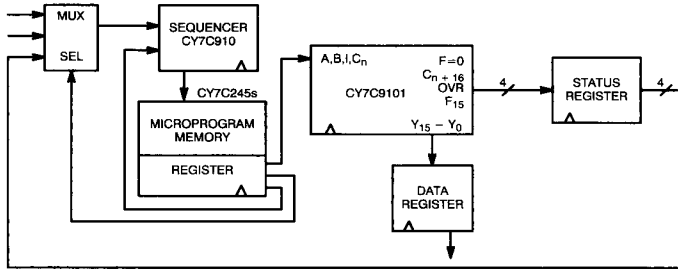 MUX
SEL
SEQUENCER
CY7C910
CY7C245s
MICROPROGRAM
MEMORY
REGISTER
A,B,I,Cn
CY7C9101
F=0
Cn + 16
OVR
F15
Y15 – Y0
4
STATUS
REGISTER
4
DATA
REGISTER